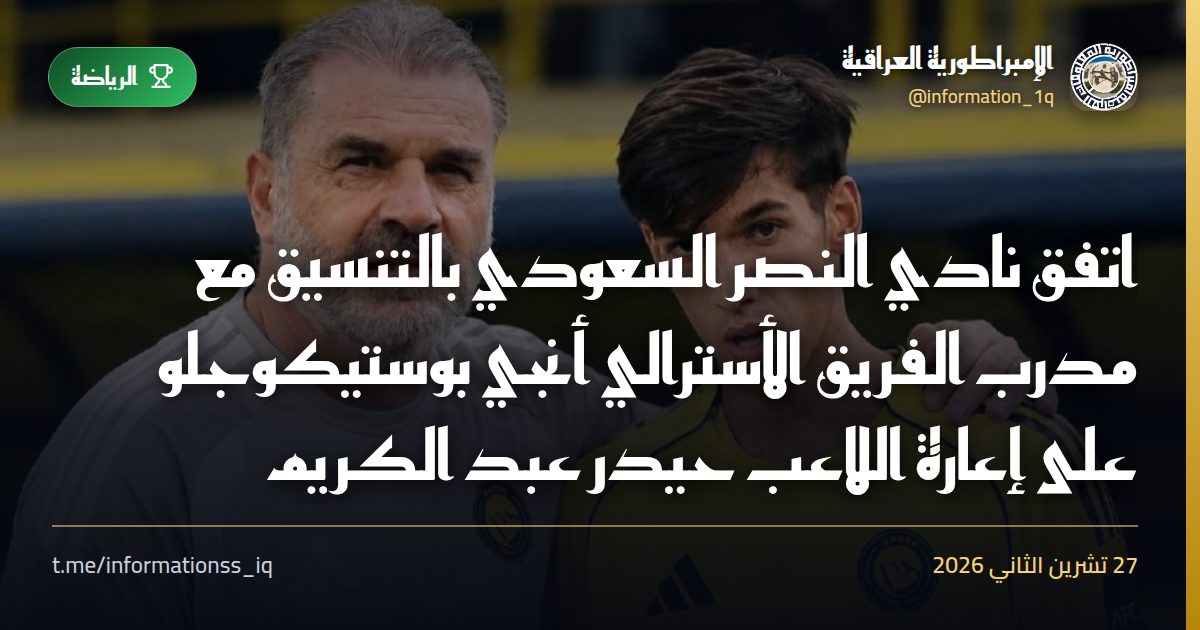 الإمبراطورية العراقية
@information_1q
الرياضة
اتفق نادي النصر السعودي بالتنسيق مع
مدرب الفريق الأسترالي أنجي بوستيكوجلو
على إعارة اللاعب حيدر عبد الكريم
27 تشرين الثاني 2026
t.me/informationss_iq